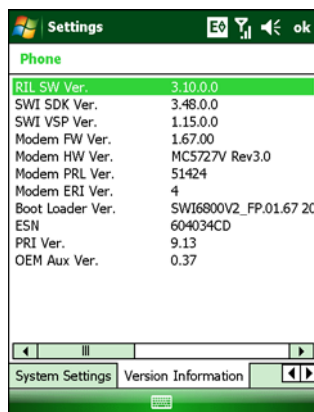 Settings
ok
Phone
RIL SW Ver. 3.10.0.0
SWI SDK Ver. 3.48.0.0
SWI VSP Ver. 1.15.0.0
Modem FW Ver. 1.67.00
Modem HW Ver. MC5727V Rev3.0
Modem PRL Ver. 51424
Modem ERI Ver. 4
Boot Loader Ver. SWI6800V2_FP.01.67 20
ESN 604034CD
PRI Ver. 9.13
OEM Aux Ver. 0.37
System Settings Version Information